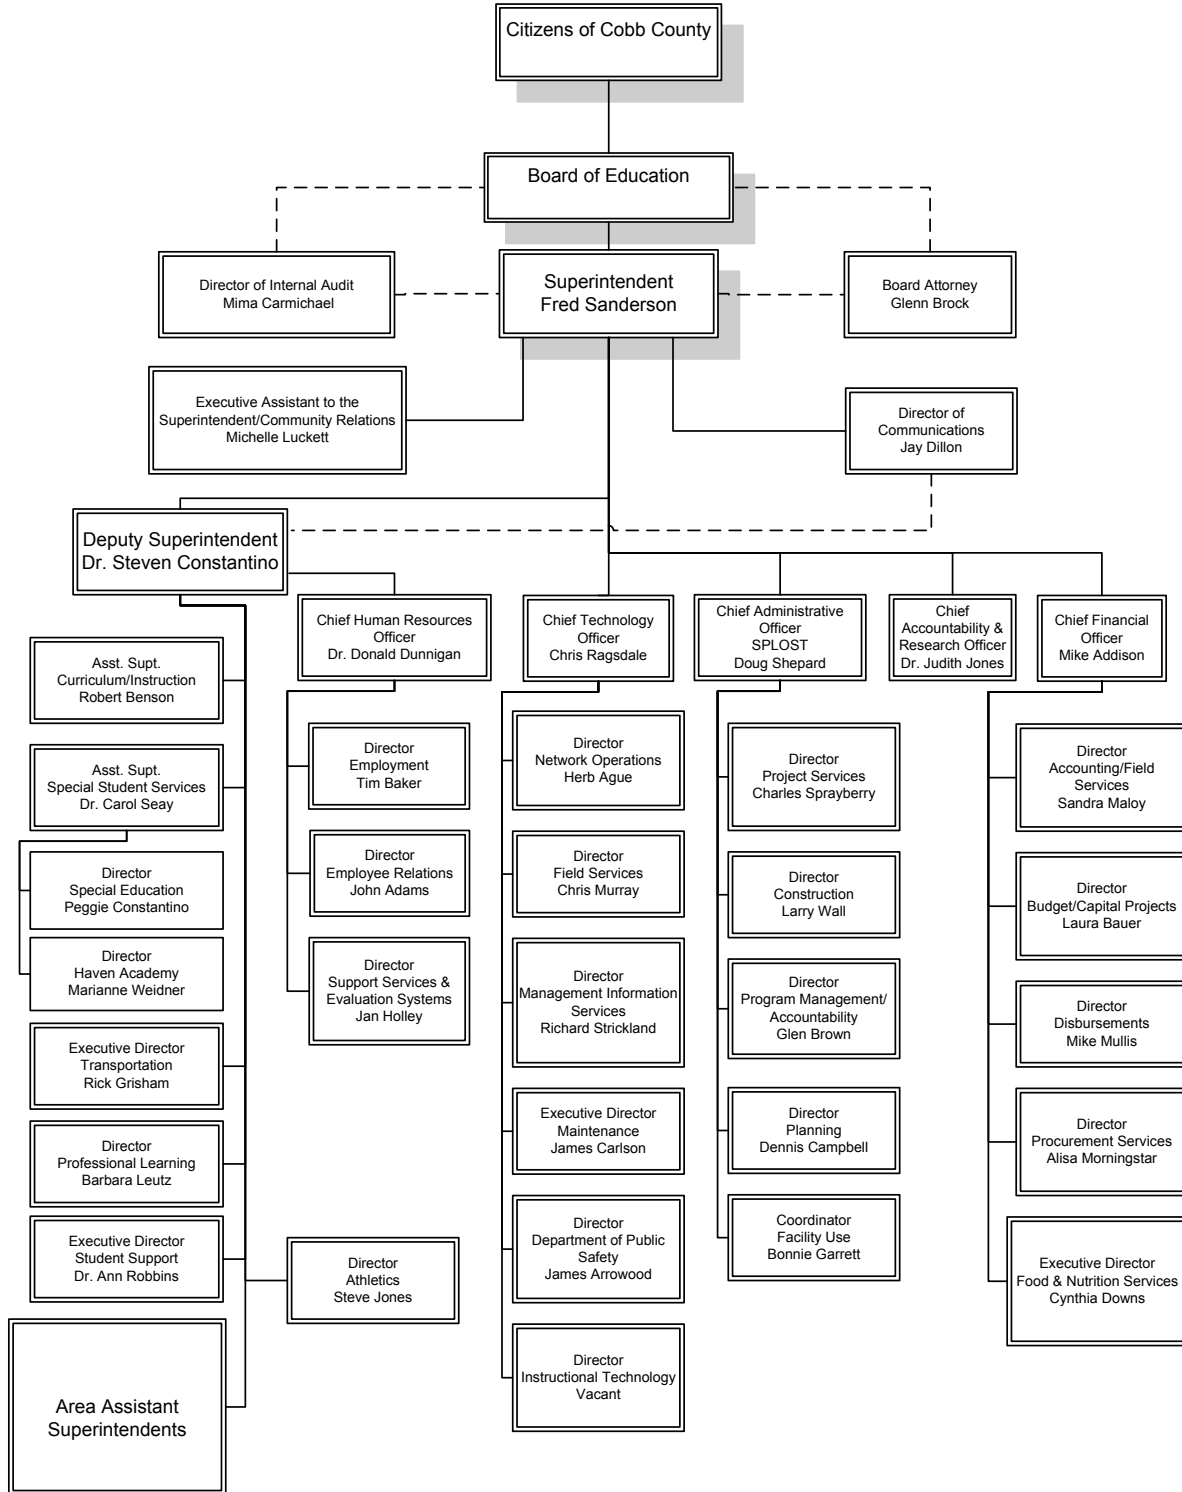 Citizens of Cobb County
Board of Education
Director of Internal Audit
Mima Carmichael
Superintendent
Fred Sanderson
Board Attorney
Glenn Brock
Executive Assistant to the
Superintendent/Community Relations
Michelle Luckett
Director of
Communications
Jay Dillon
Deputy Superintendent
Dr. Steven Constantino
Chief Human Resources
Officer
Dr. Donald Dunnigan
Chief Technology
Officer
Chris Ragsdale
Chief Administrative
Officer
SPLOST
Doug Shepard
Chief
Accountability &
Research Officer
Dr. Judith Jones
Chief Financial
Officer
Mike Addison
Asst. Supt.
Curriculum/Instruction
Robert Benson
Asst. Supt.
Special Student Services
Dr. Carol Seay
Director
Special Education
Peggie Constantino
Director
Haven Academy
Marianne Weidner
Executive Director
Transportation
Rick Grisham
Director
Professional Learning
Barbara Leutz
Executive Director
Student Support
Dr. Ann Robbins
Area Assistant
Superintendents
Director
Employment
Tim Baker
Director
Employee Relations
John Adams
Director
Support Services &
Evaluation Systems
Jan Holley
Director
Athletics
Steve Jones
Director
Network Operations
Herb Ague
Director
Field Services
Chris Murray
Director
Management Information
Services
Richard Strickland
Executive Director
Maintenance
James Carlson
Director
Department of Public
Safety
James Arrowood
Director
Instructional Technology
Vacant
Director
Project Services
Charles Sprayberry
Director
Construction
Larry Wall
Director
Program Management/
Accountability
Glen Brown
Director
Planning
Dennis Campbell
Coordinator
Facility Use
Bonnie Garrett
Director
Accounting/Field
Services
Sandra Maloy
Director
Budget/Capital Projects
Laura Bauer
Director
Disbursements
Mike Mullis
Director
Procurement Services
Alisa Morningstar
Executive Director
Food & Nutrition Services
Cynthia Downs